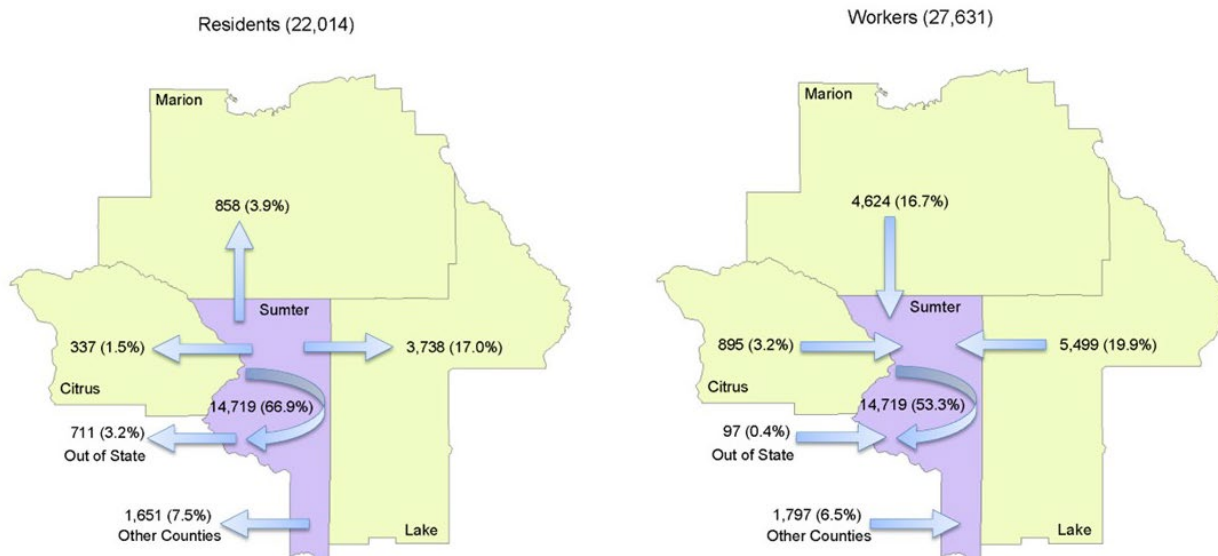 Residents (22,014)
Marion
858 (3.9%)
Sumter
337 (1.5%)
3,738 (17.0%)
Citrus
14,719 (66.9%)
711 (3.2%)
Out of State
1,651 (7.5%)
Other Counties
Lake
Workers (27,631)
Marion
4,624 (16.7%)
Sumter
895 (3.2%)
5,499 (19.9%)
Citrus
14,719 (53.3%)
97 (0.4%)
Out of State
1,797 (6.5%)
Other Counties
Lake